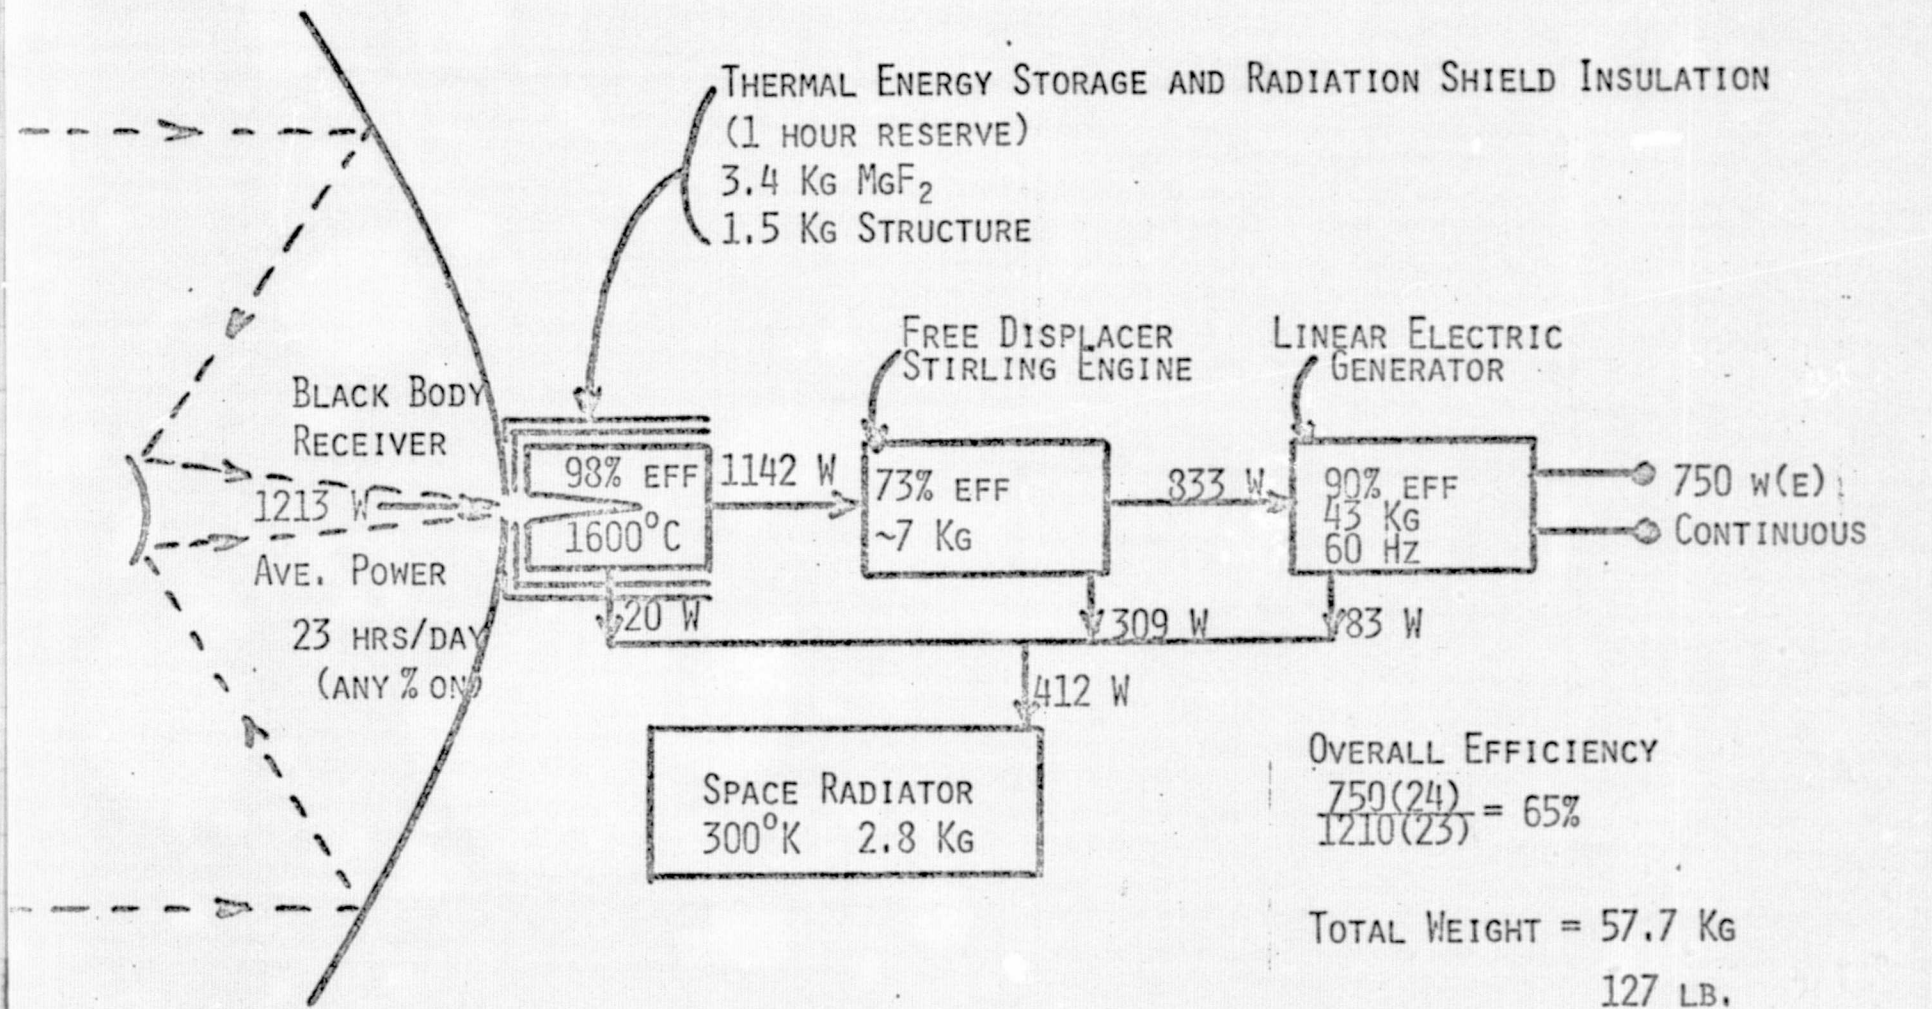 THERMAL ENERGY STORAGE AND RADIATION SHIELD INSULATION
(1 HOUR RESERVE)
3.4 KG MGF2
1.5 KG STRUCTURE
FREE DISPLACER
STIRLING ENGINE
LINEAR ELECTRIC
GENERATOR
BLACK BODY
RECEIVER
1213 W
AVE. POWER
23 HRS/DAY
(ANY % ON)
98% EFF
1600°C
1142 W
73% EFF
~7 KG
833 W
90% EFF
43 KG
60 HZ
750 W(E)
CONTINUOUS
20 W
309 W
83 W
412 W
SPACE RADIATOR
300°K 2.8 KG
OVERALL EFFICIENCY
750(24)
1210(23) = 65%
TOTAL WEIGHT = 57.7 KG
127 LB.